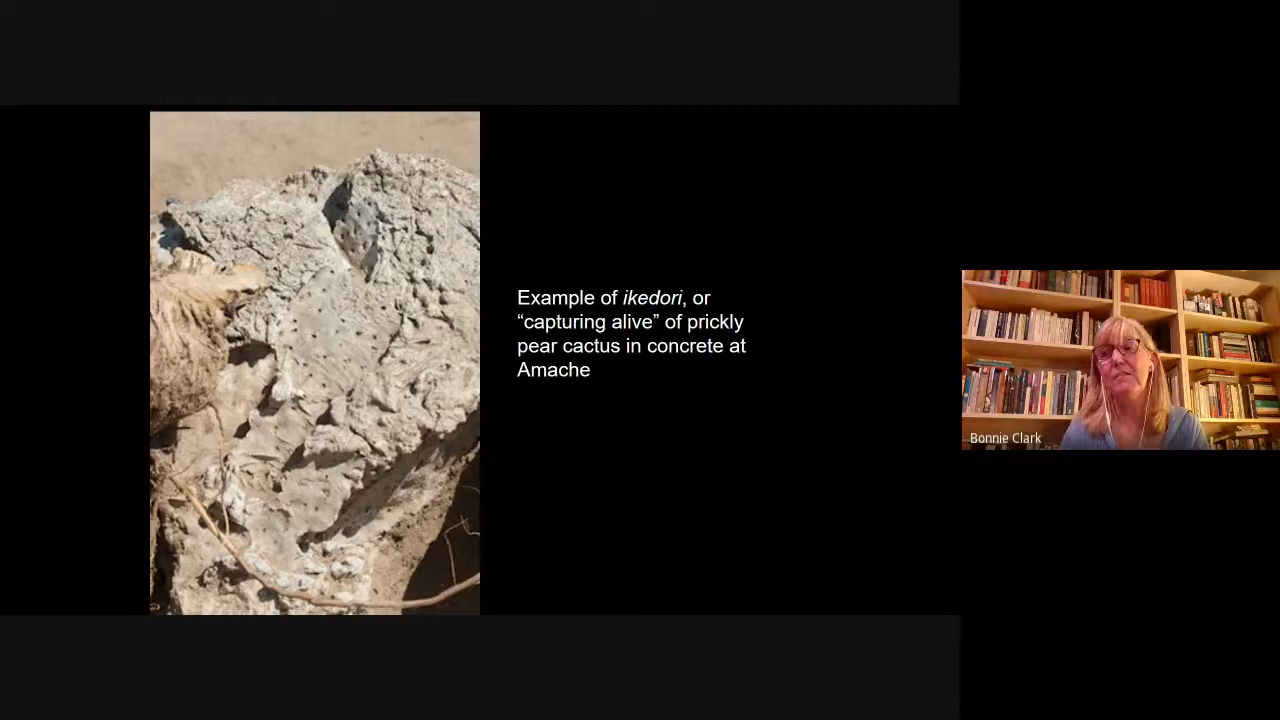 Example of ikedori, or
“capturing alive” of prickly
pear cactus in concrete at
Amache
Bonnie Clark